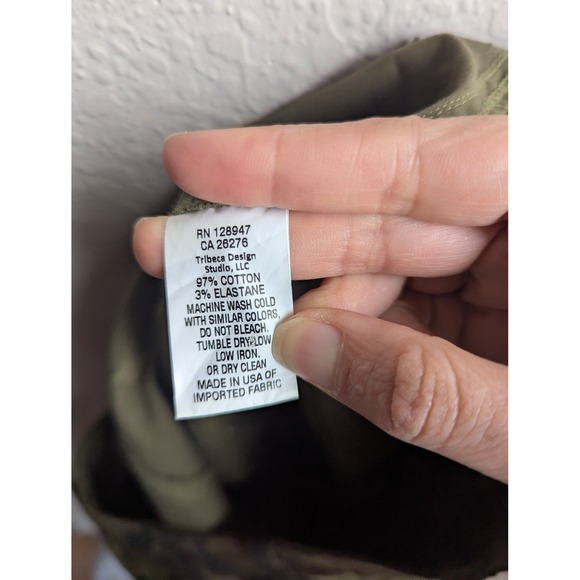 RN 128947
CA 26276
Tribeca Design
Studio, LLC
97% COTTON
3% ELASTANE
MACHINE WASH COLD
WITH SIMILAR COLORS,
DO NOT BLEACH.
TUMBLE DRY LOW
LOW IRON.
OR DRY CLEAN
MADE IN USA OF
IMPORTED FABRIC